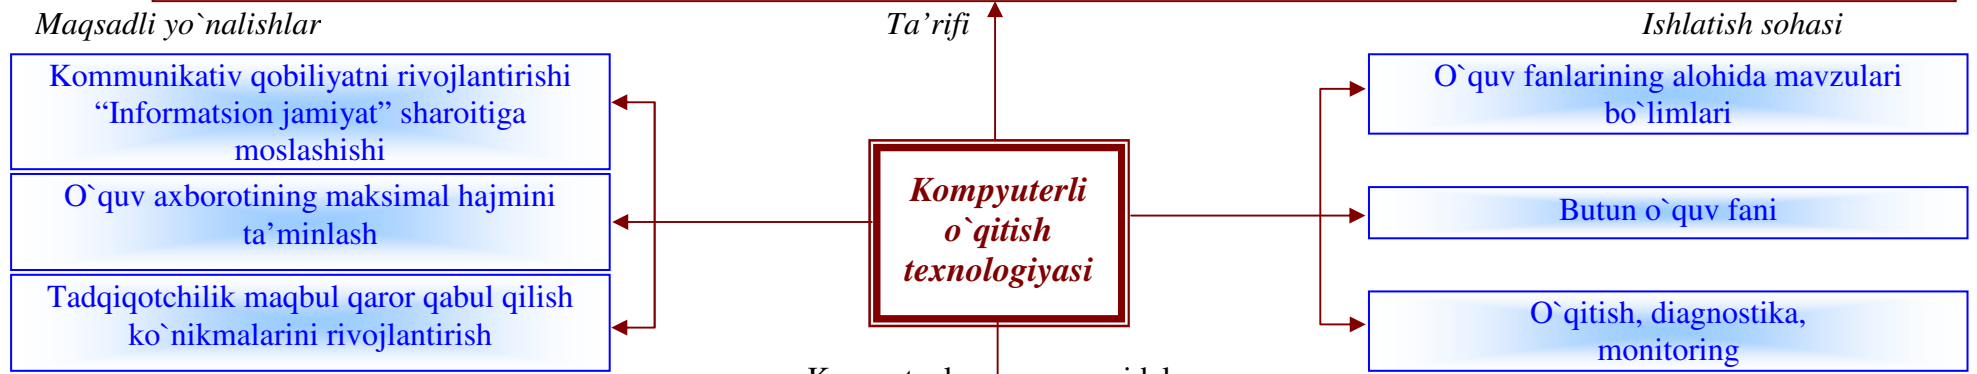 Maqsadli yo`nalishlar
Ta’rifi
Ishlatish sohasi
Kommunikativ qobiliyatni rivojlantirishi
“Informatsion jamiyat” sharoitiga
moslashishi
O`quv axborotining maksimal hajmini
ta’minlash
Tadqiqotchilik maqbul qaror qabul qilish
ko`nikmalarini rivojlantirish
Kompyuterli
o`qitish
texnologiyasi
O`quv fanlarining alohida mavzulari
bo`limlari
Butun o`quv fani
O`qitish, diagnostika,
monitoring